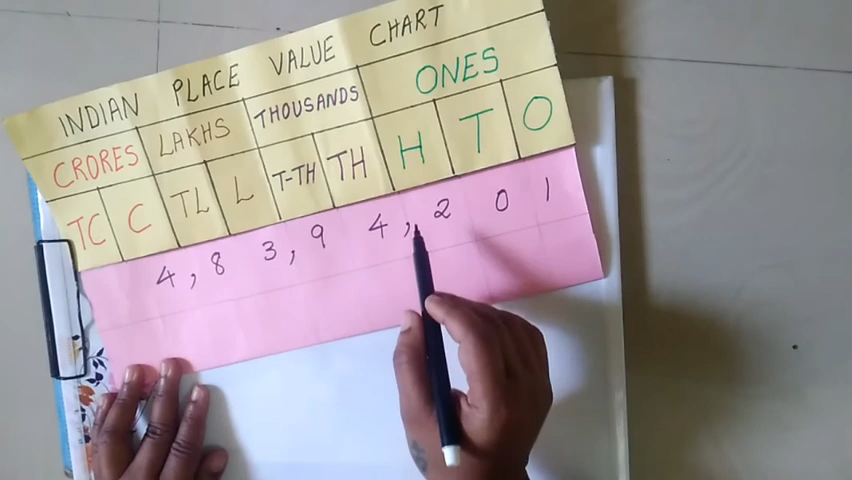 INDIAN PLACE VALUE CHART
CRORES LAKHS THOUSANDS ONES
TC C TL L T-TH TH H T O
4,8 3,9 4,2 0 1